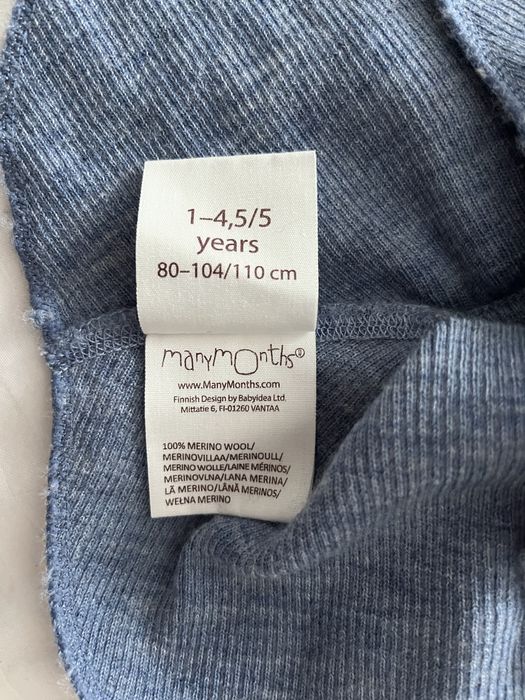 1–4,5/5
years
80–104/110 cm
manymonths®
www.ManyMonths.com
Finnish Design by Babyidea Ltd.
Mittatie 6, FI-01260 VANTAA
100% MERINO WOOL/
MERINOVILLAA/MERINOULL/
MERINO WOLLE/LAINE MÉRINOS/
MERINOVLNA/LANA MERINA/
LÃ MERINO/LÂNĂ MERINOS/
WEŁNA MERINO